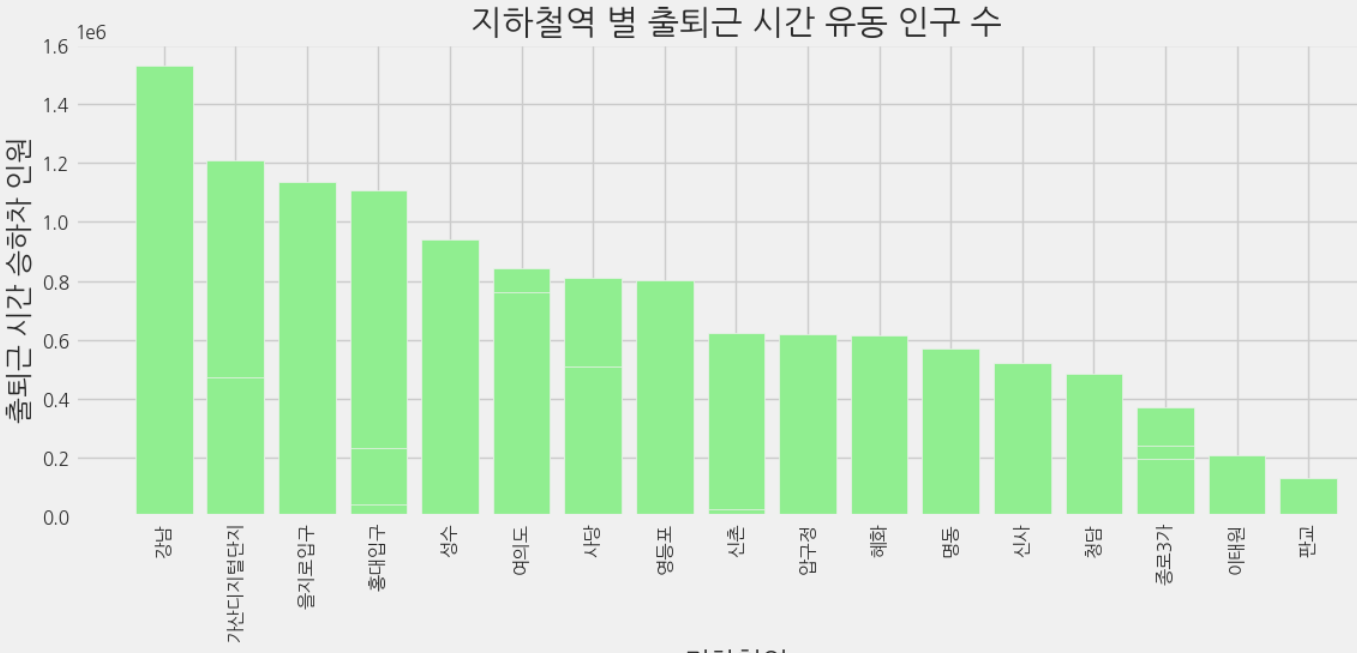 지하철역 별 출퇴근 시간 유동 인구 수
1e6
1.6
1.4
1.2
1.0
0.8
0.6
0.4
0.2
0.0
출퇴근 시간 승하차 인원
강남
가산디지털단지
을지로입구
홍대입구
성수
여의도
사당
영등포
신촌
압구정
혜화
명동
신사
청담
종로3가
이태원
판교